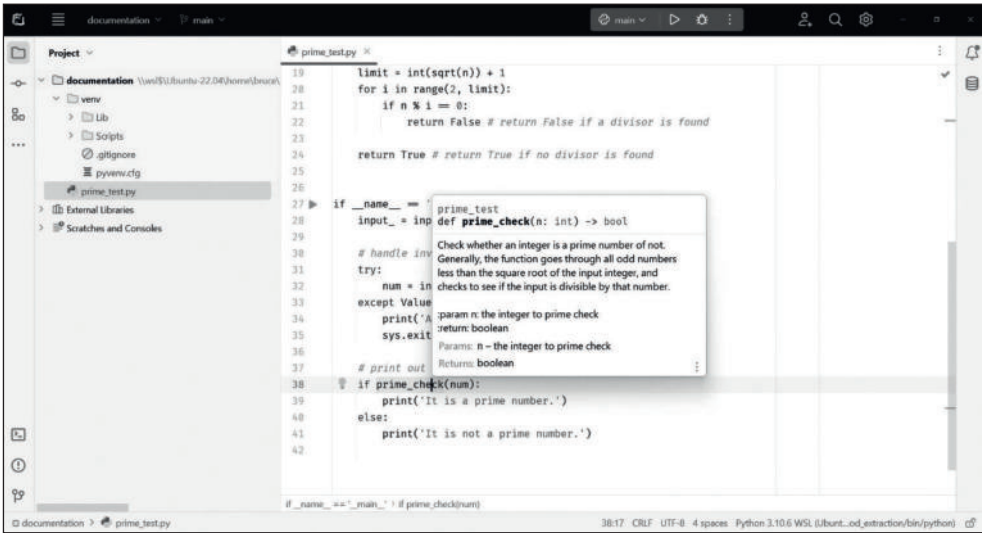 documentation
main
main
Project
documentation \\wsl$\Ubuntu-22.04\home\bruce\
venv
Lib
Scripts
.gitignore
pyvenv.cfg
prime_test.py
External Libraries
Scratches and Consoles
prime_test.py
19 limit = int(sqrt(n)) + 1
20 for i in range(2, limit):
21 if n % i == 0:
22 return False # return False if a divisor is found
23
24 return True # return True if no divisor is found
25
26
27 if __name__ == '
28 input_ = inp
29
30 # handle inv
31 try:
32 num = in
33 except Value
34 print('A
35 sys.exit
36
37 # print out
38 if prime_check(num):
39 print('It is a prime number.')
40 else:
41 print('It is not a prime number.')
42
prime_test
def prime_check(n: int) -> bool
Check whether an integer is a prime number of not.
Generally, the function goes through all odd numbers
less than the square root of the input integer, and
checks to see if the input is divisible by that number.
:param n: the integer to prime check
:return: boolean
Params: n – the integer to prime check
Returns: boolean
if __name__ == '__main__' › if prime_check(num)
documentation > prime_test.py
38:17 CRLF UTF-8 4 spaces Python 3.10.6 WSL (Ubunt...od_extraction/bin/python)